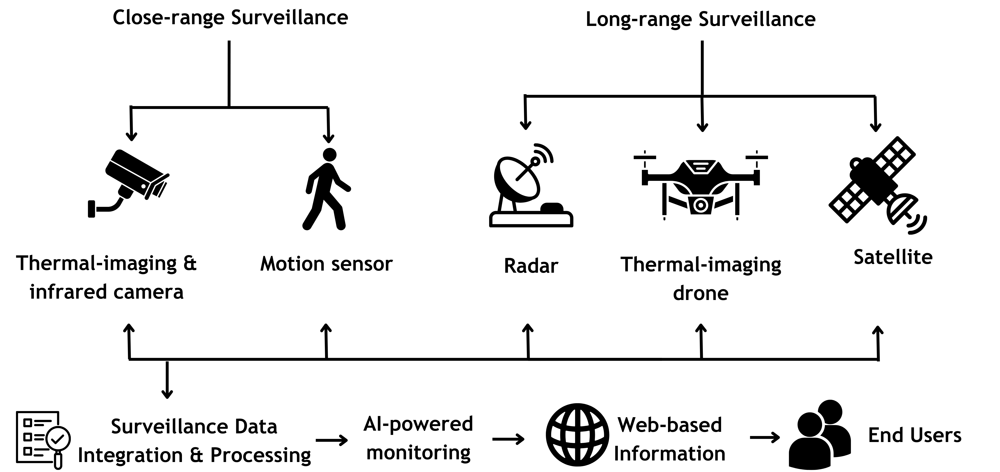 Close-range Surveillance
Long-range Surveillance
Thermal-imaging &
infrared camera
Motion sensor
Radar
Thermal-imaging
drone
Satellite
Surveillance Data
Integration & Processing
AI-powered
monitoring
Web-based
Information
End Users